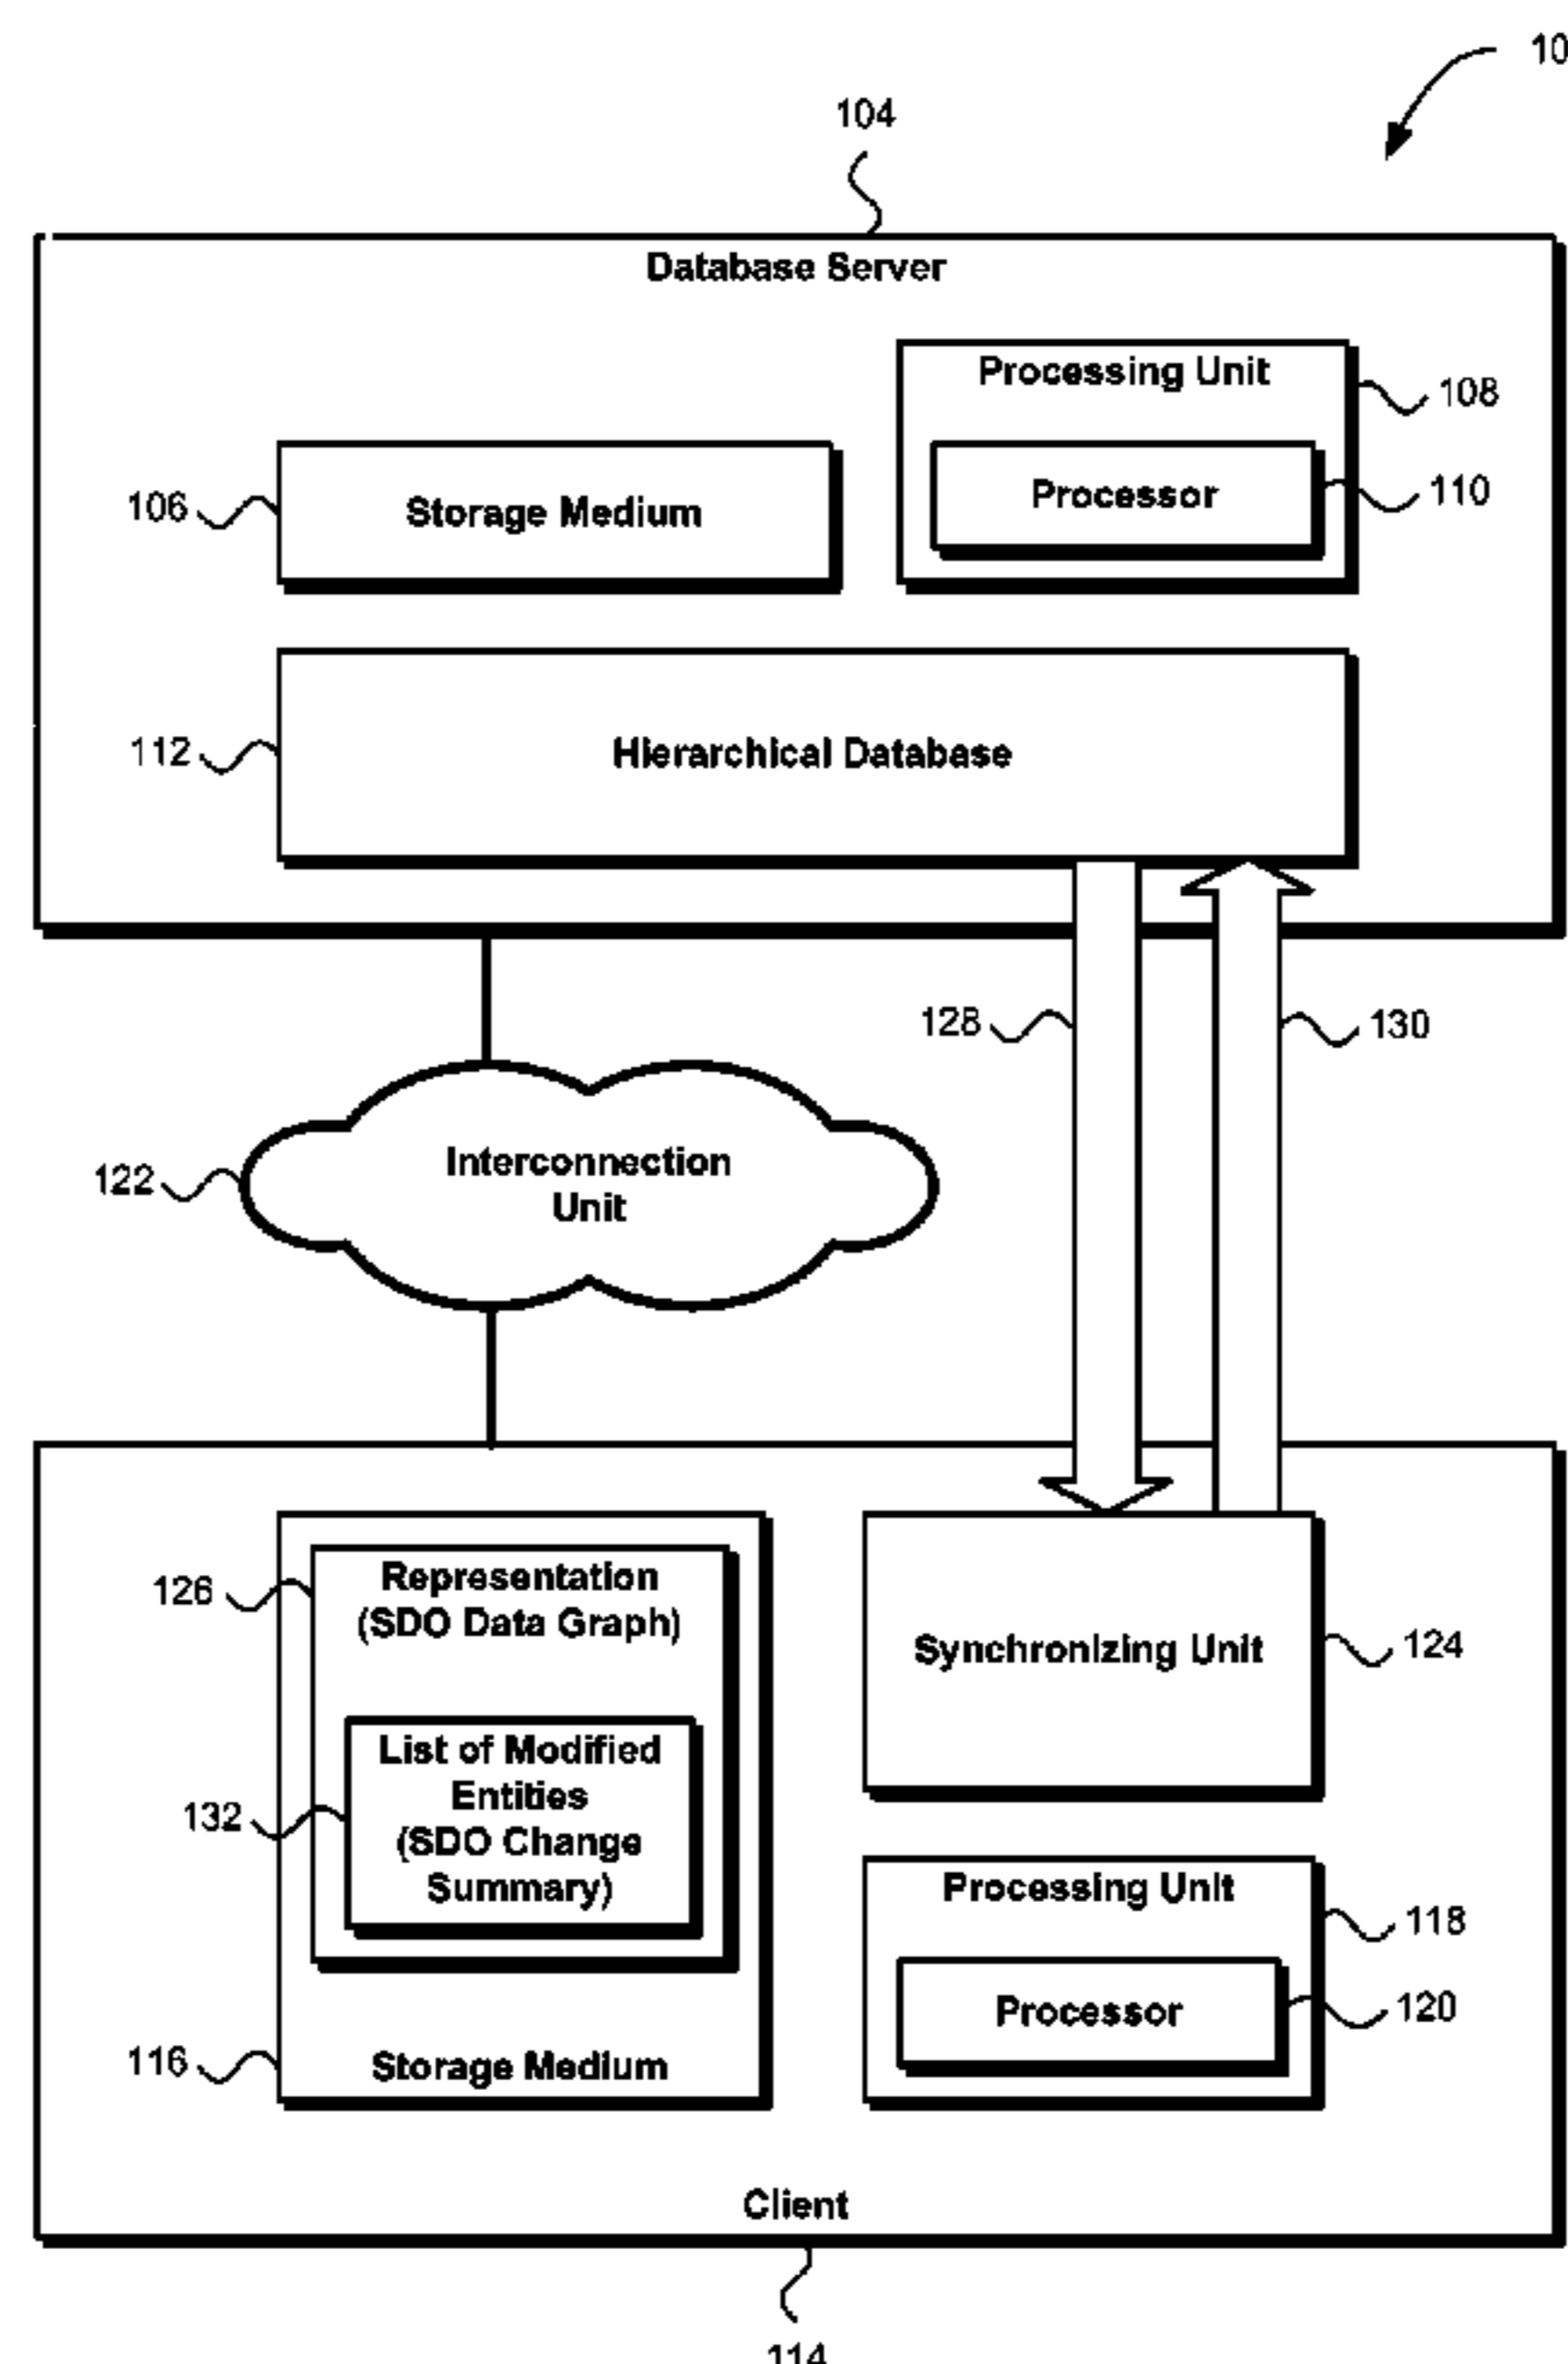 10
104
Database Server
Processing Unit
108
Processor
110
106
Storage Medium
112
Hierarchical Database
128
130
122
Interconnection
Unit
126
Representation
(SDO Data Graph)
Synchronizing Unit
124
132
List of Modified
Entities
(SDO Change
Summary)
Processing Unit
118
Processor
120
116
Storage Medium
Client
114